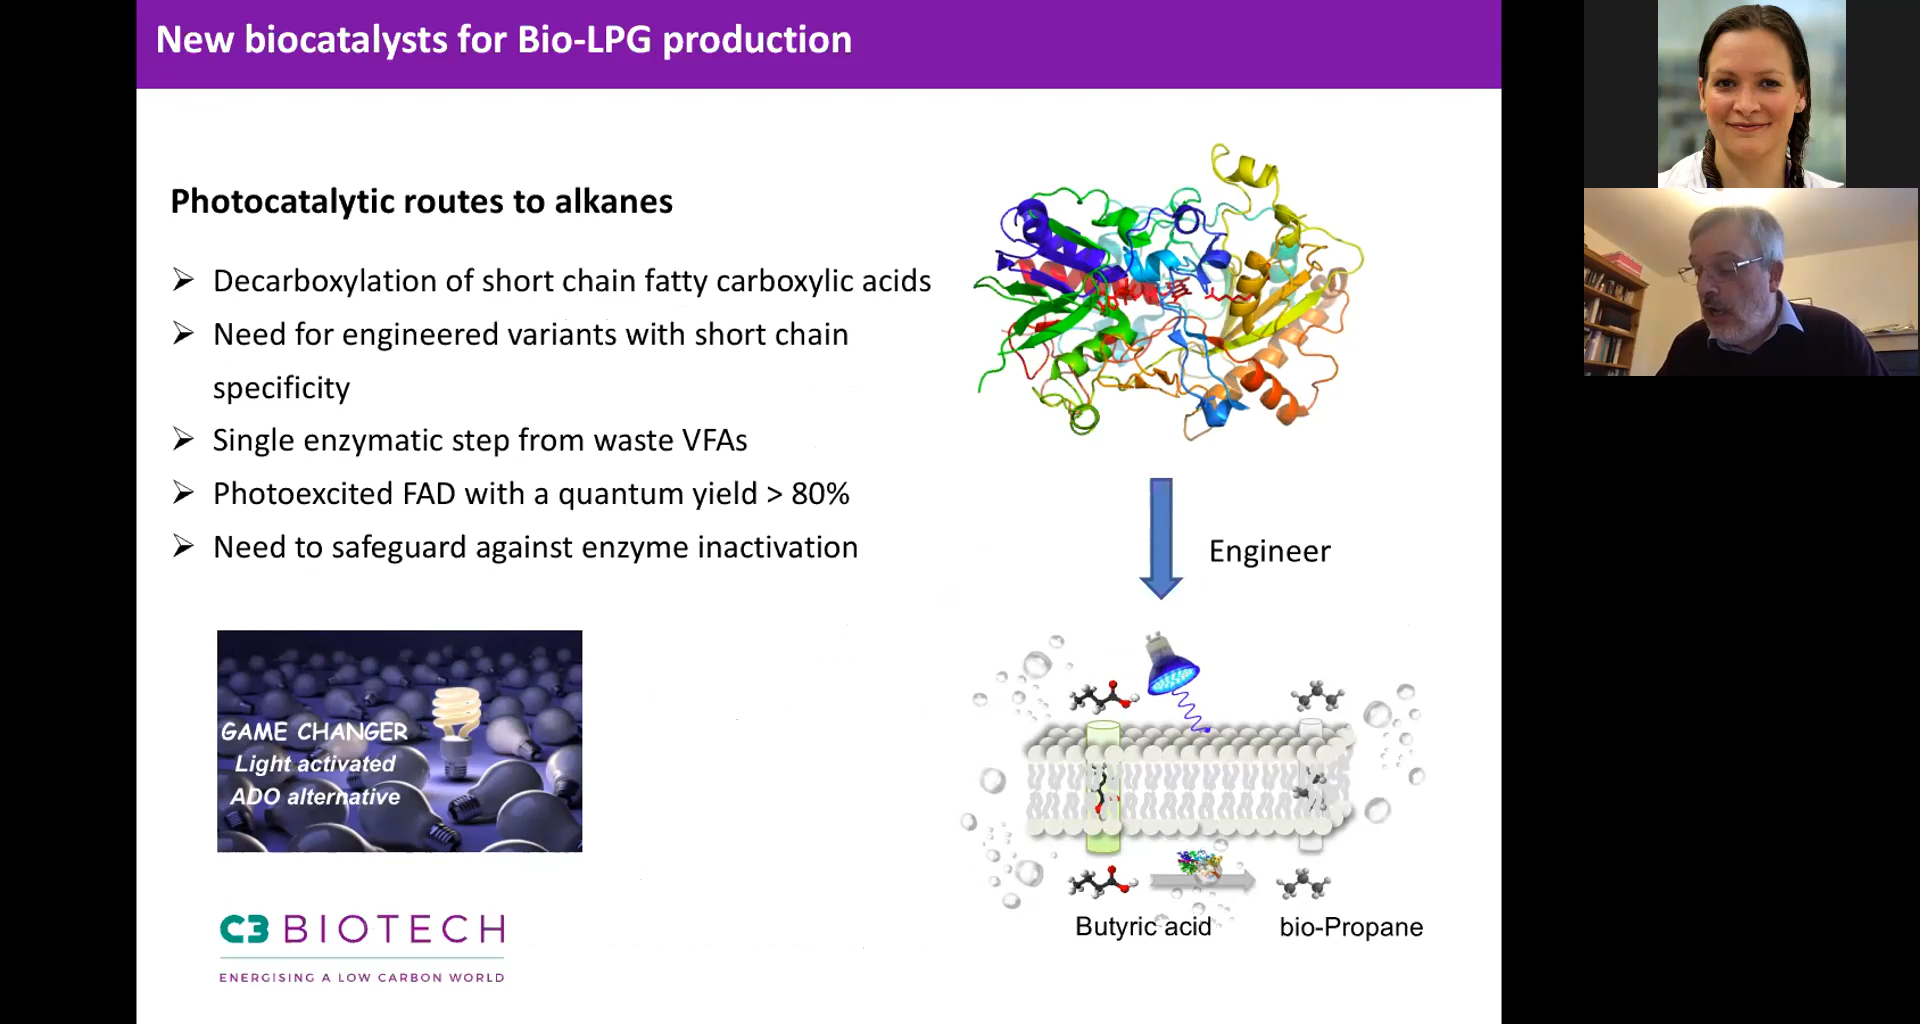 New biocatalysts for Bio-LPG production
Photocatalytic routes to alkanes
Decarboxylation of short chain fatty carboxylic acids
Need for engineered variants with short chain
specificity
Single enzymatic step from waste VFAs
Photoexcited FAD with a quantum yield > 80%
Need to safeguard against enzyme inactivation
Engineer
GAME CHANGER
Light activated
ADO alternative
Butyric acid
bio-Propane
C3 BIOTECH
ENERGISING A LOW CARBON WORLD